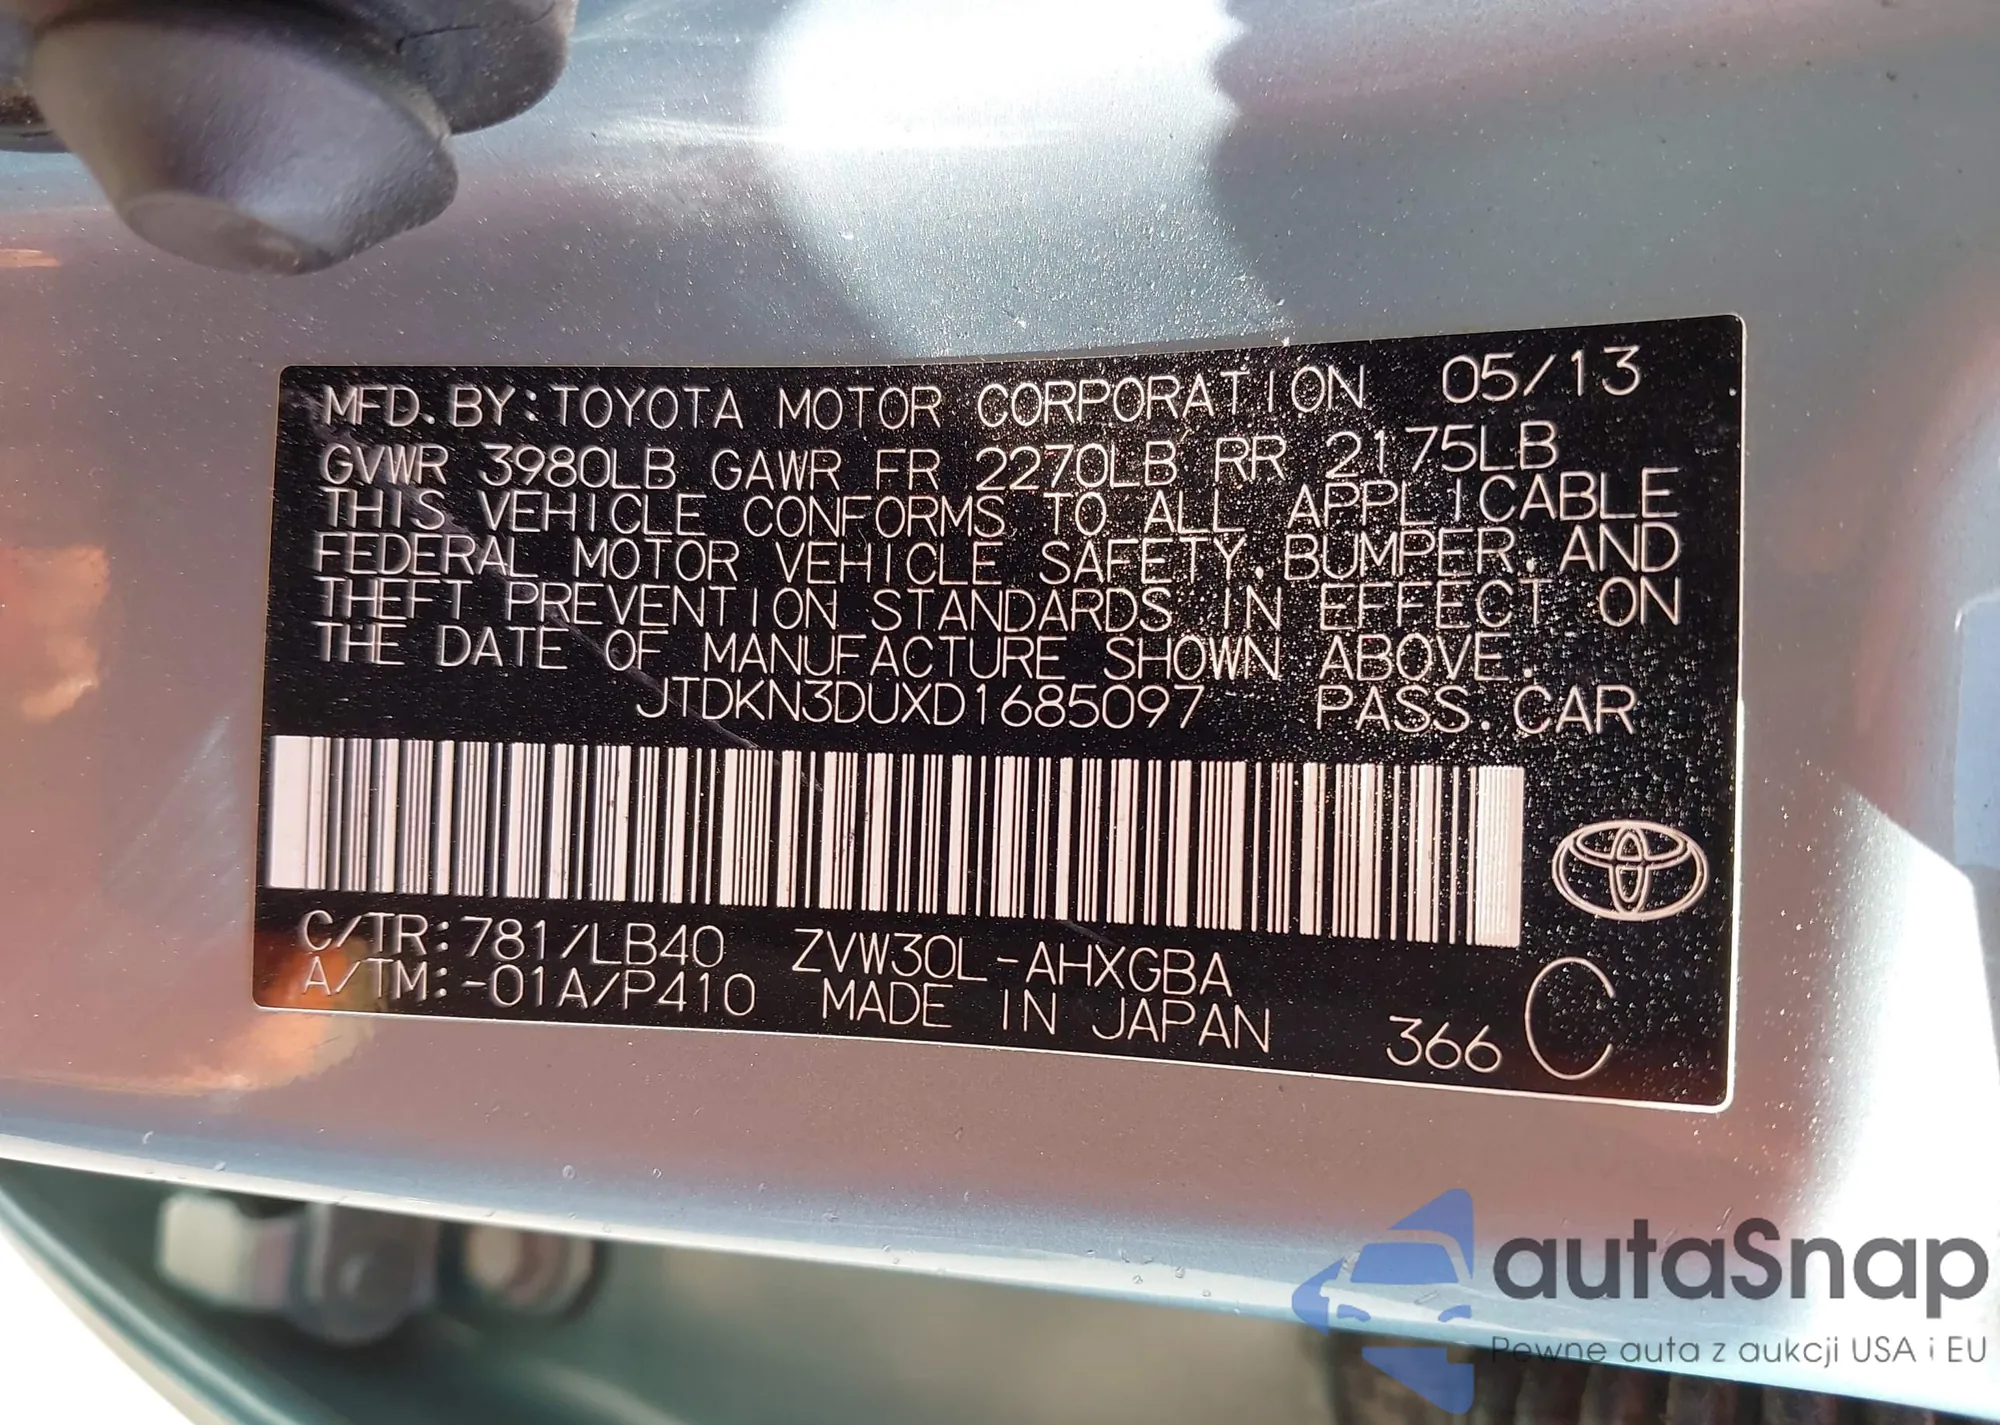 MFD. BY: TOYOTA MOTOR CORPORATION 05/13
GVWR 3980LB GAWR FR 2270LB RR 2175LB
THIS VEHICLE CONFORMS TO ALL APPLICABLE
FEDERAL MOTOR VEHICLE SAFETY, BUMPER, AND
THEFT PREVENTION STANDARDS IN EFFECT ON
THE DATE OF MANUFACTURE SHOWN ABOVE.
JTDKN3DUXD1685097 PASS. CAR
C/TR: 781/LB40 ZVW30L-AHXGBA
A/TM: -01A/P410 MADE IN JAPAN 366 C
autaSnap
Pewne auta z aukcji USA i EU